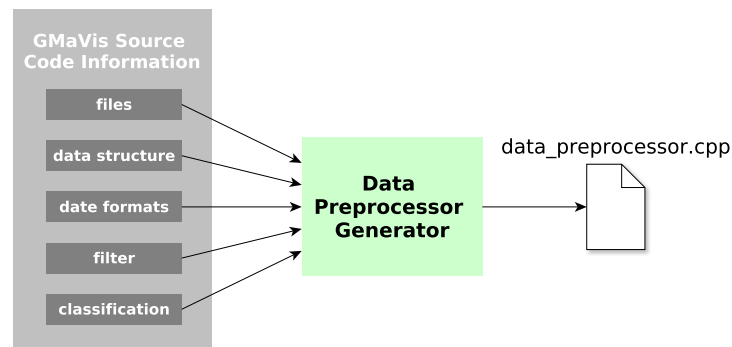 GMaVis Source
Code Information
files
data structure
date formats
filter
classification
Data
Preprocessor
Generator
data_preprocessor.cpp